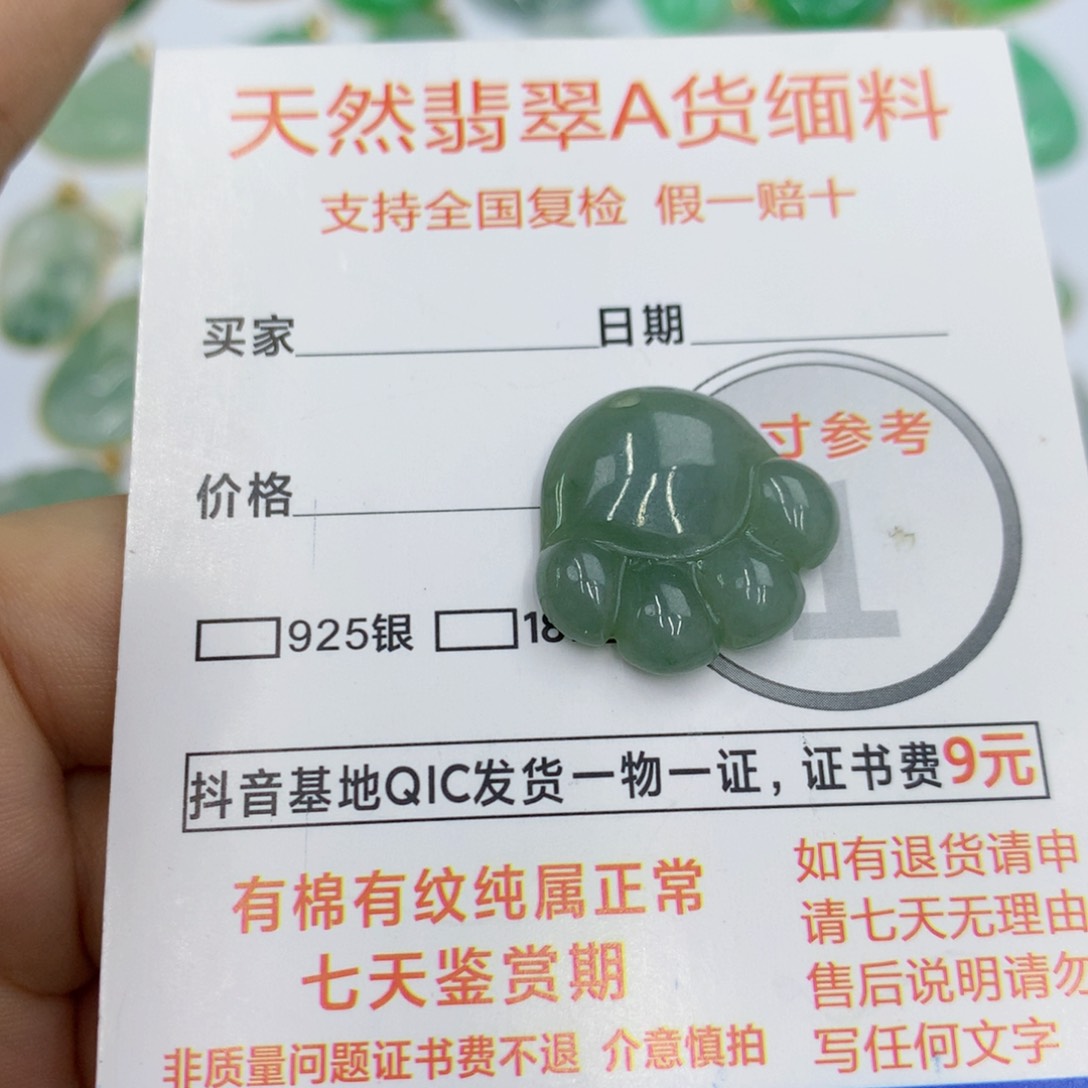 天然翡翠A货缅料
支持全国复检 假一赔十
买家 日期
寸参考
价格
1
925银 18
抖音基地QIC发货一物一证，证书费9元
有棉有纹纯属正常
七天鉴赏期
非质量问题证书费不退 介意慎拍
如有退货请申
请七天无理由
售后说明请勿
写任何文字